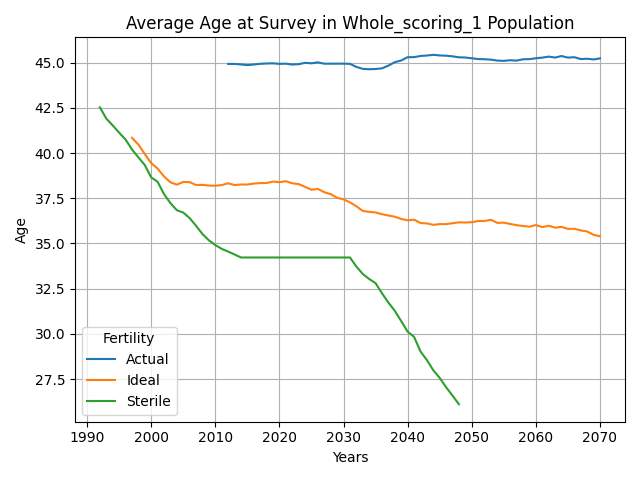 Average Age at Survey in Whole_scoring_1 Population
Age
45.0
42.5
40.0
37.5
35.0
32.5
30.0
27.5
Fertility
Actual
Ideal
Sterile
1990 2000 2010 2020 2030 2040 2050 2060 2070
Years